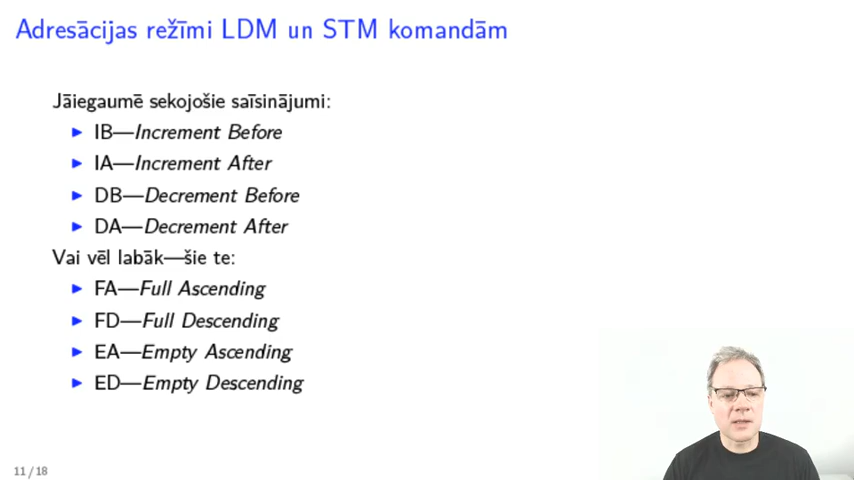 Adresācijas režīmi LDM un STM komandām
Jāiegaumē sekojošie saīsinājumi:
▶ IB—Increment Before
▶ IA—Increment After
▶ DB—Decrement Before
▶ DA—Decrement After
Vai vēl labāk—šie te:
▶ FA—Full Ascending
▶ FD—Full Descending
▶ EA—Empty Ascending
▶ ED—Empty Descending
11 / 18